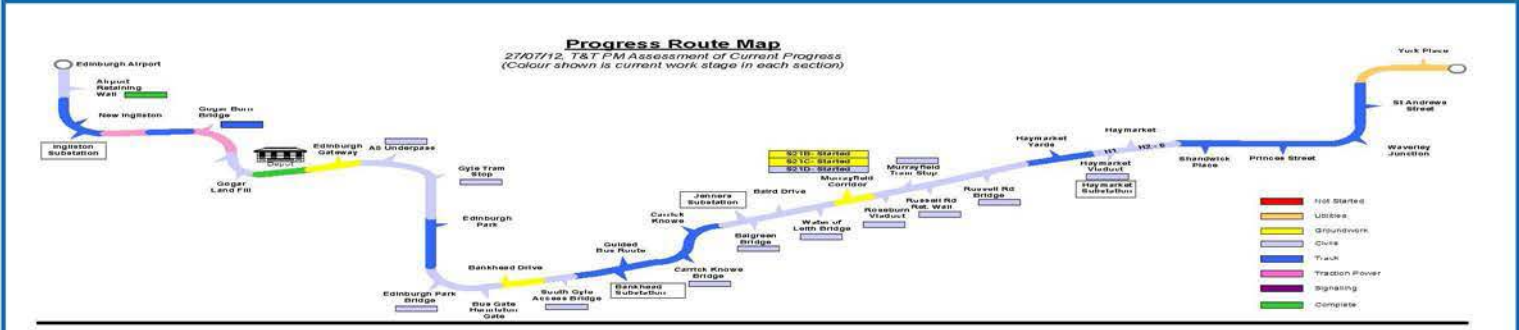 Progress Route Map
27/07/12, T&T PM Assessment of Current Progress
(Colour shown is current work stage in each section)
Edinburgh Airport
Airport
Retaining
Wall
New Ingliston
Ingliston
Substation
Gogar Burn
Bridge
Gogar
Land Fill
Depot
Edinburgh
Gateway
A8 Underpass
Gyle Tram
Stop
Edinburgh
Park
Edinburgh Park
Bridge
Bus Gate
Hermiston
Gate
Bankhead Drive
South Gyle
Access Bridge
Guided
Bus Route
Bankhead
Substation
Carrick
Knowe
Carrick Knowe
Bridge
Jenners
Substation
Baird Drive
Balgreen
Bridge
Water of
Leith Bridge
S21B- Started
S21C- Started
S21D- Started
Murrayfield
Corridor
Roseburn
Viaduct
Murrayfield
Tram Stop
Russell Rd
Ret. Wall
Russell Rd
Bridge
Haymarket
Yards
Haymarket
H1
H2-6
Haymarket
Viaduct
Haymarket
Substation
Shandwick
Place
Princes Street
Waverley
Junction
St Andrews
Street
York Place
Not Started
Utilities
Groundwork
Civils
Track
Traction Power
Signalling
Complete